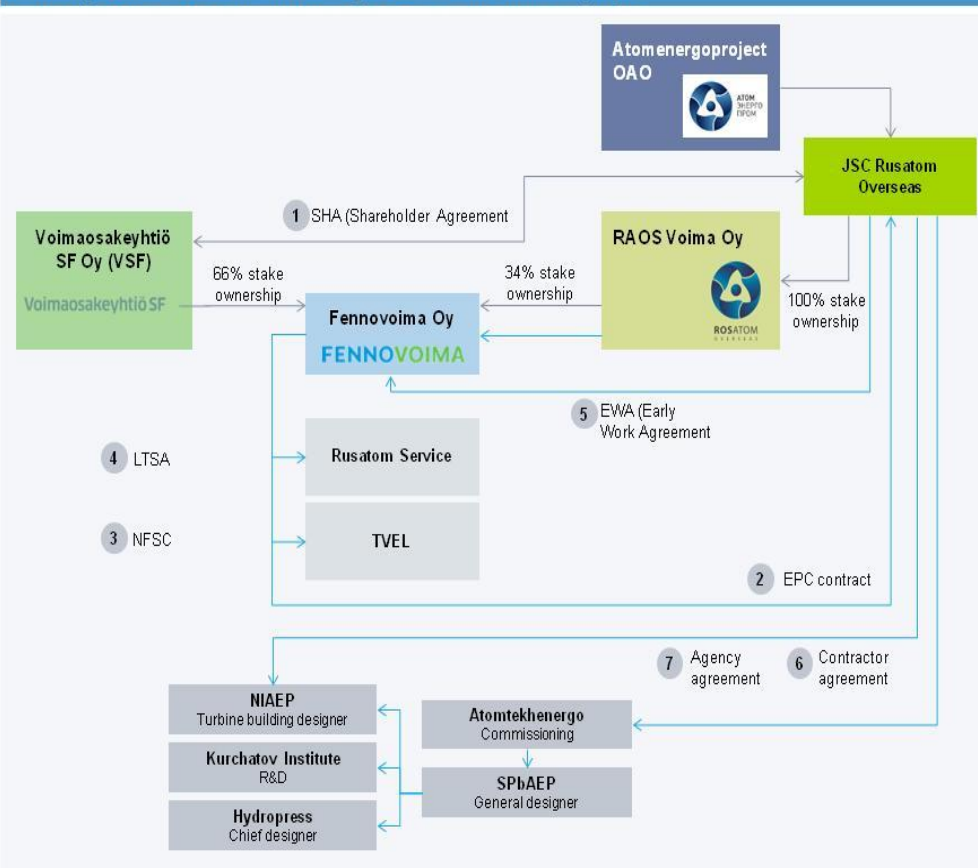 Atomenergoproject
OAO
АТОМ
ЭНЕРГО
ПРОМ
JSC Rusatom
Overseas
1 SHA (Shareholder Agreement
Voimaosakeyhtiö
SF Oy (VSF)
Voimaosakeyhtiö SF
66% stake
ownership
34% stake
ownership
RAOS Voima Oy
ROSATOM
OVERSEAS
100% stake
ownership
Fennovoima Oy
FENNOVOIMA
5 EWA (Early
Work Agreement
4 LTSA
Rusatom Service
3 NFSC
TVEL
2 EPC contract
7 Agency
agreement
6 Contractor
agreement
NIAEP
Turbine building designer
Atomtekhenergo
Commissioning
Kurchatov Institute
R&D
SPbAEP
General designer
Hydropress
Chief designer